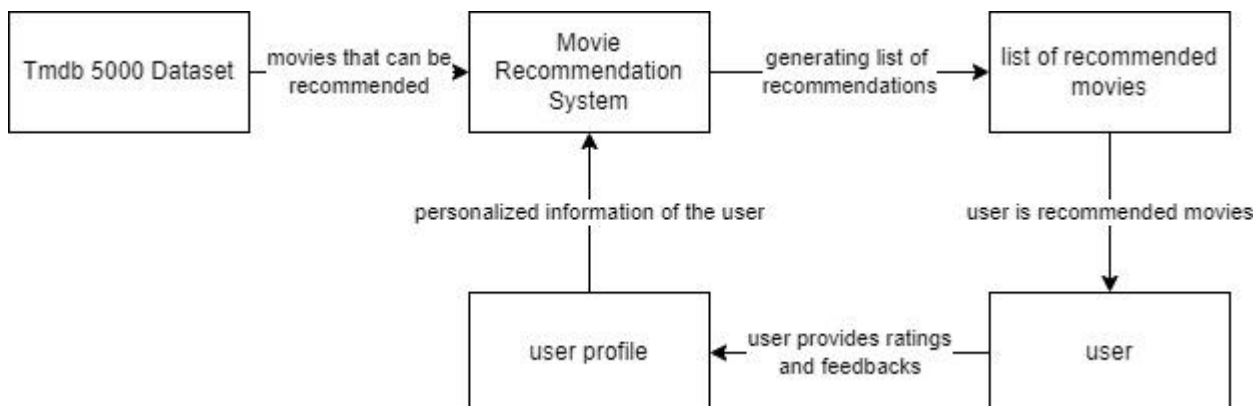 Tmdb 5000 Dataset
movies that can be
recommended
Movie
Recommendation
System
generating list of
recommendations
list of recommended
movies
personalized information of the user
user is recommended movies
user profile
user provides ratings
and feedbacks
user